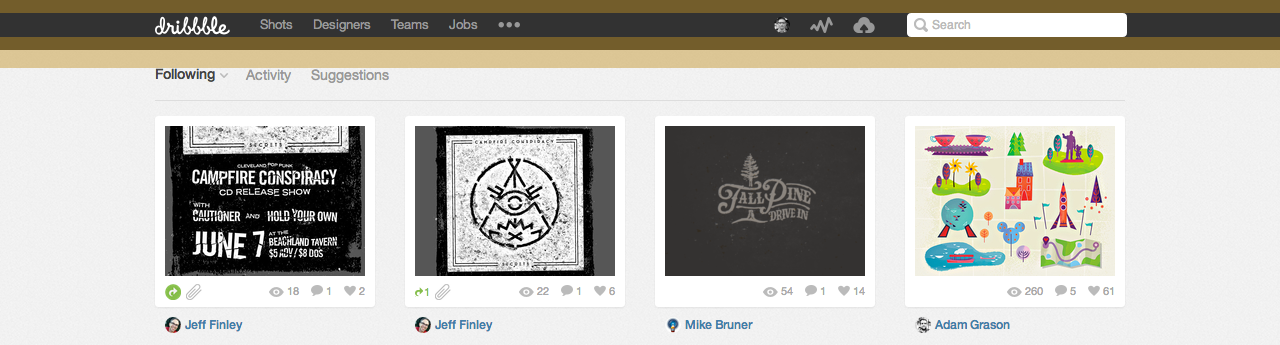 dribbble Shots Designers Teams Jobs Search
Following Activity Suggestions
SECOSTS
CLEVELAND POP PUNK
CAMPFIRE CONSPIRACY
CD RELEASE SHOW
WITH
CAUTIONER AND HOLD YOUR OWN
JUNE 7 AT THE
BEACHLAND TAVERN
$5 ADV / $8 DOS
18 1 2
Jeff Finley
CAMPFIRE CONSPIRACY
SECOSTS
1 22 1 6
Jeff Finley
TALL PINE
DRIVE IN
54 1 14
Mike Bruner
260 5 61
Adam Grason